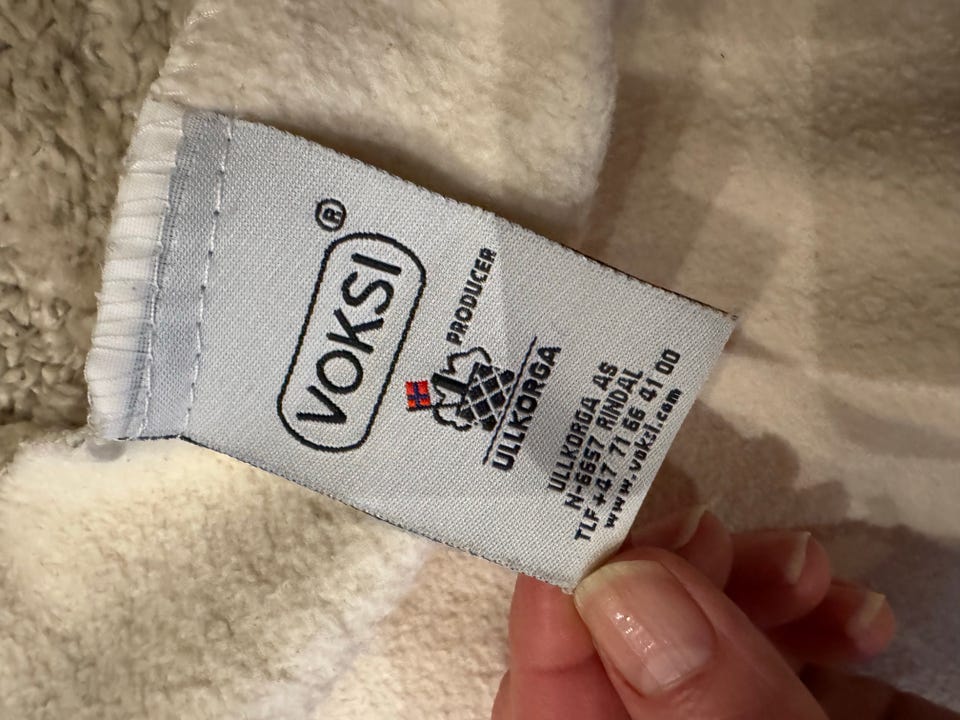 VOKSI®
PRODUCER
ULLKORGA
ULLKORGA AS
N-6657 RINDAL
TLF +47 71 66 41 00
www.voksi.com